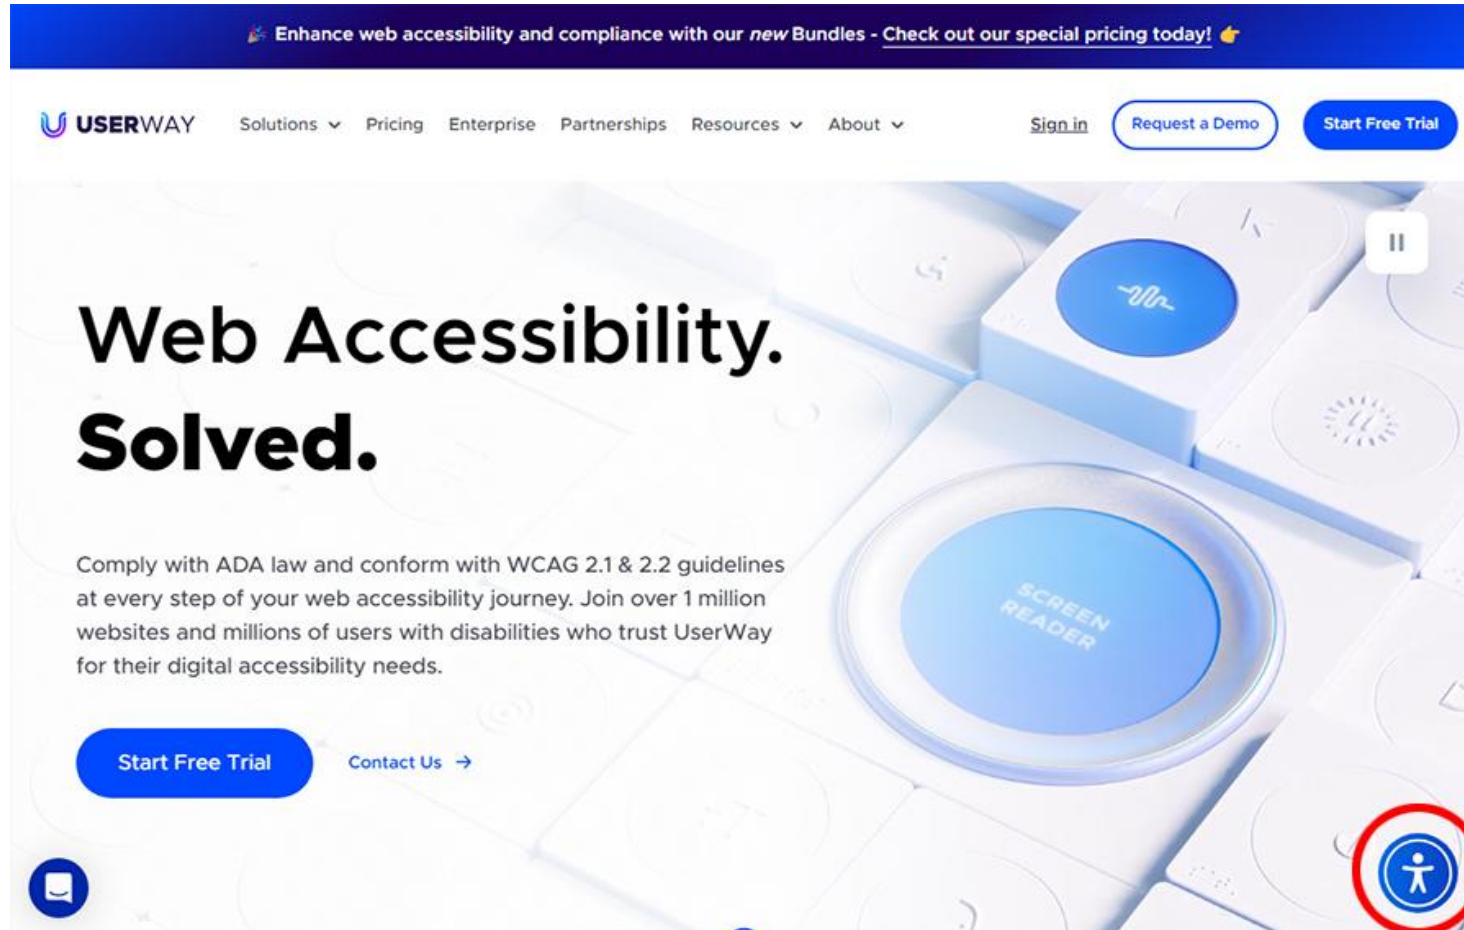 🎉 Enhance web accessibility and compliance with our new Bundles - Check out our special pricing today! 👉
USERWAY Solutions Pricing Enterprise Partnerships Resources About Sign in Request a Demo Start Free Trial
Web Accessibility.
Solved.
Comply with ADA law and conform with WCAG 2.1 & 2.2 guidelines
at every step of your web accessibility journey. Join over 1 million
websites and millions of users with disabilities who trust UserWay
for their digital accessibility needs.
Start Free Trial Contact Us →
SCREEN
READER